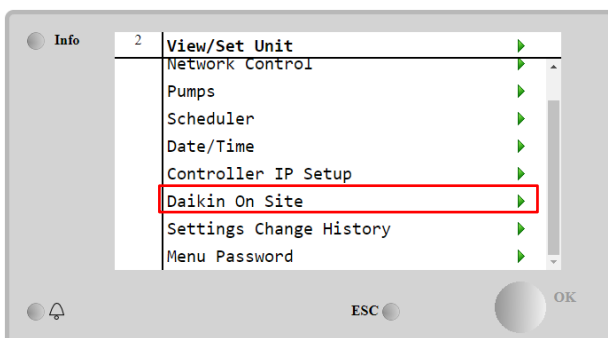 Info
2
View/Set Unit
Network Control
Pumps
Scheduler
Date/Time
Controller IP Setup
Daikin On Site
Settings Change History
Menu Password
ESC
OK